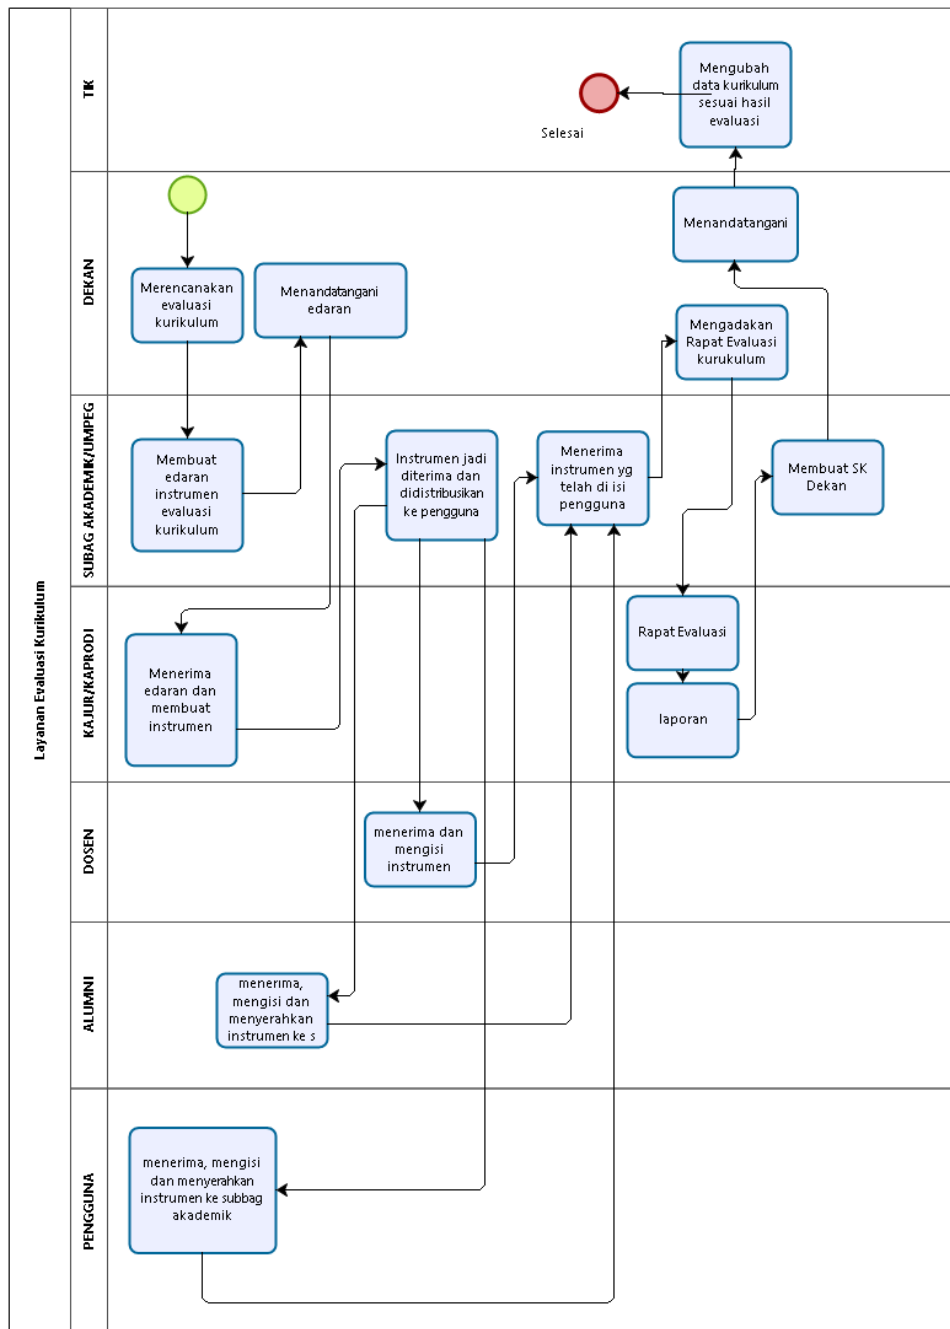 Layanan Evaluasi Kurikulum
TIK
Mengubah
data kurikulum
sesuai hasil
evaluasi
Selesai
DEKAN
Menandatangani
Merencanakan
evaluasi
kurikulum
Menandatangani
edaran
Mengadakan
Rapat Evaluasi
kurukulum
SUBAG AKADEMIK/UMPEG
Membuat
edaran
instrumen
evaluasi
kurikulum
Instrumen jadi
diterima dan
didistribusikan
ke pengguna
Menerima
instrumen yg
telah di isi
pengguna
Membuat SK
Dekan
KAJUR/KAPRODI
Menerima
edaran dan
membuat
instrumen
Rapat Evaluasi
laporan
DOSEN
menerima dan
mengisi
instrumen
ALUMNI
menerima,
mengisi dan
menyerahkan
instrumen ke s
PENGGUNA
menerima, mengisi
dan menyerahkan
instrumen ke subbag
akademik